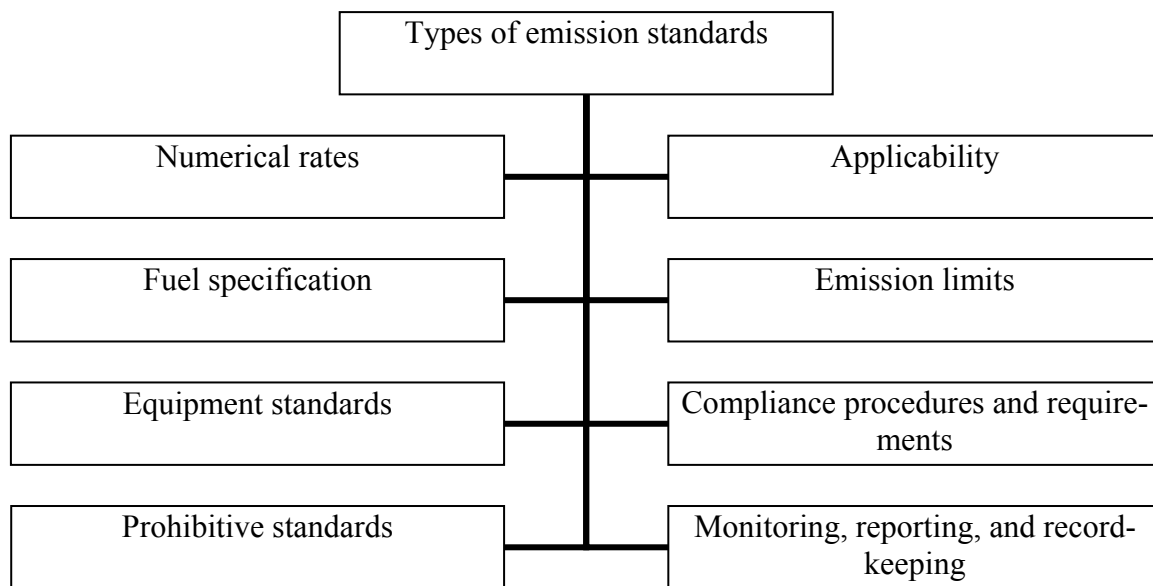 Types of emission standards
Numerical rates
Applicability
Fuel specification
Emission limits
Equipment standards
Compliance procedures and require-
ments
Prohibitive standards
Monitoring, reporting, and record-
keeping